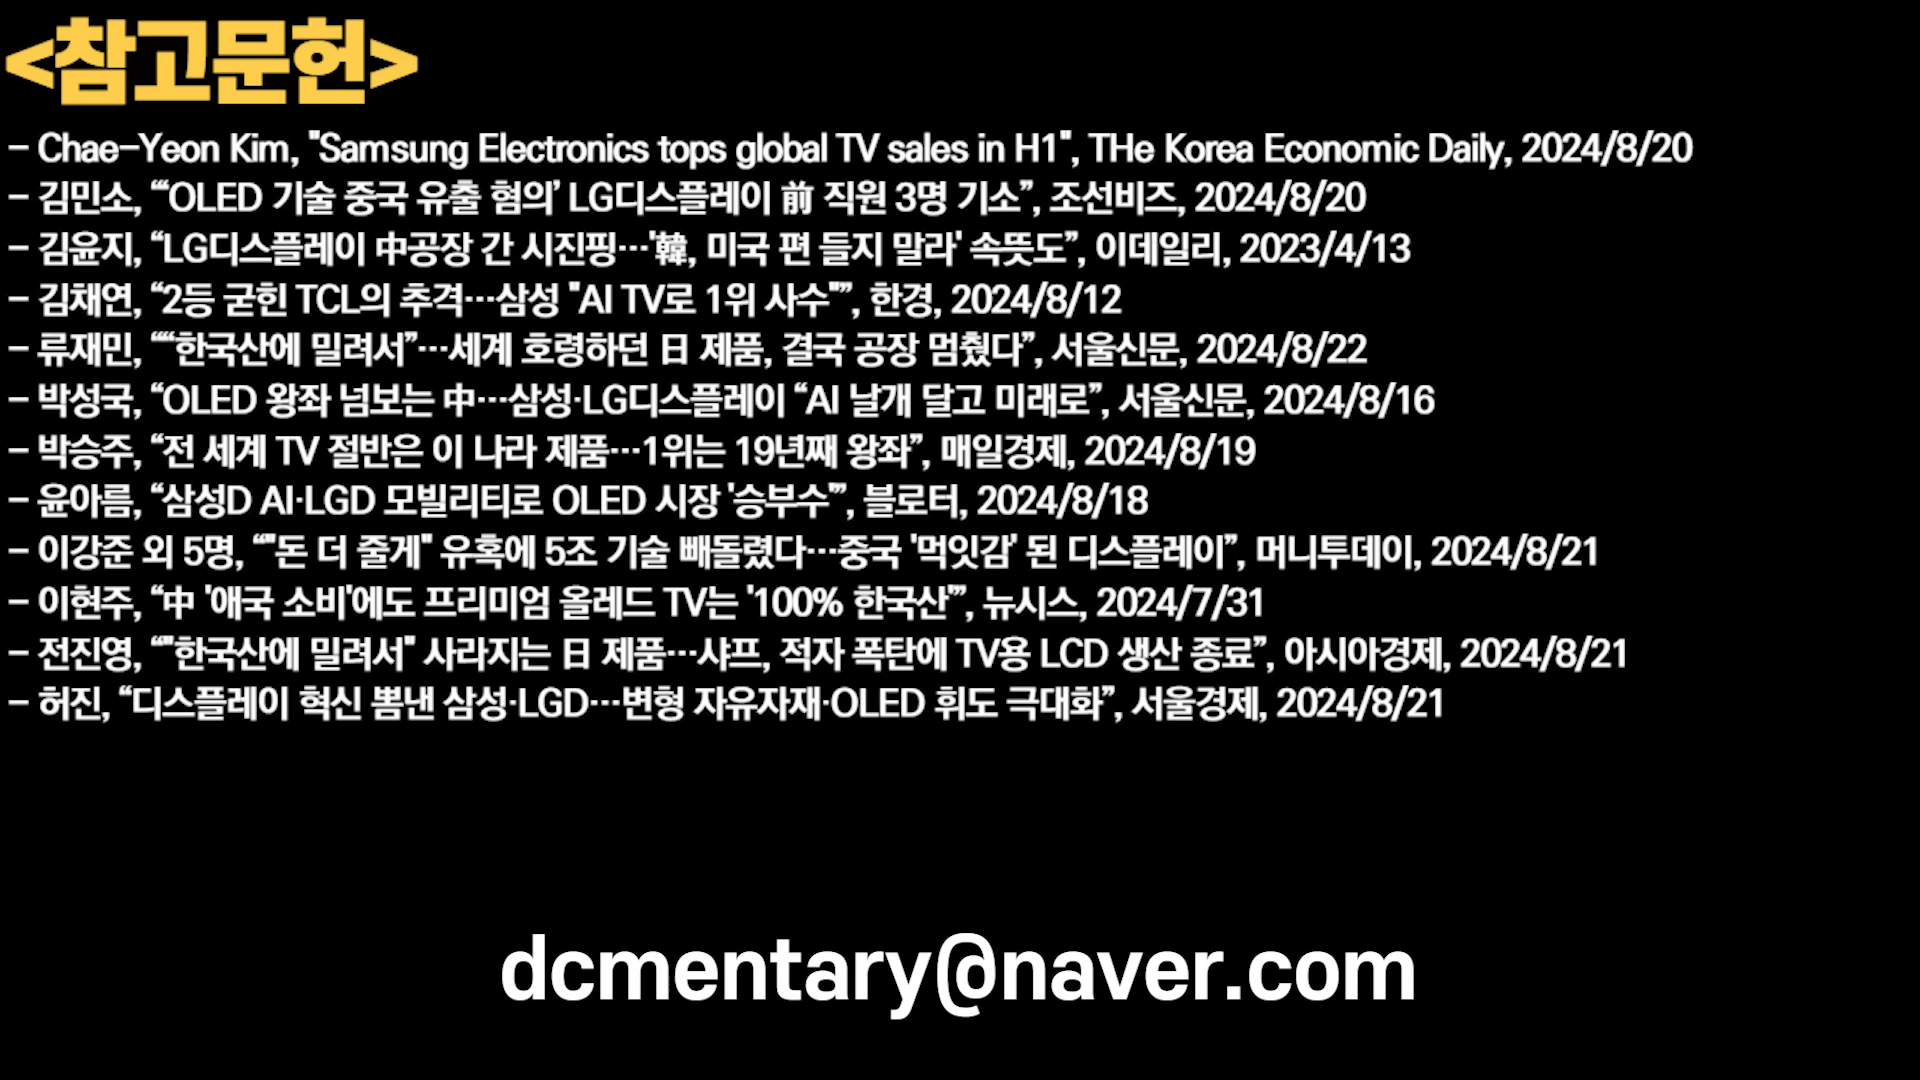 <참고문헌>
- Chae-Yeon Kim, "Samsung Electronics tops global TV sales in H1", THe Korea Economic Daily, 2024/8/20
- 김민소, “‘OLED 기술 중국 유출 혐의’ LG디스플레이 前 직원 3명 기소”, 조선비즈, 2024/8/20
- 김윤지, “LG디스플레이 中공장 간 시진핑…'韓, 미국 편 들지 말라' 속뜻도”, 이데일리, 2023/4/13
- 김채연, “2등 굳힌 TCL의 추격…삼성 "AI TV로 1위 사수"”, 한경, 2024/8/12
- 류재민, ““한국산에 밀려서”…세계 호령하던 日 제품, 결국 공장 멈췄다”, 서울신문, 2024/8/22
- 박성국, “OLED 왕좌 넘보는 中…삼성·LG디스플레이 “AI 날개 달고 미래로”, 서울신문, 2024/8/16
- 박승주, “전 세계 TV 절반은 이 나라 제품…1위는 19년째 왕좌”, 매일경제, 2024/8/19
- 윤아름, “삼성D AI·LGD 모빌리티로 OLED 시장 '승부수'”, 블로터, 2024/8/18
- 이강준 외 5명, “"돈 더 줄게" 유혹에 5조 기술 빼돌렸다…중국 '먹잇감' 된 디스플레이”, 머니투데이, 2024/8/21
- 이현주, “中 '애국 소비'에도 프리미엄 올레드 TV는 '100% 한국산'”, 뉴시스, 2024/7/31
- 전진영, “"한국산에 밀려서" 사라지는 日 제품…샤프, 적자 폭탄에 TV용 LCD 생산 종료”, 아시아경제, 2024/8/21
- 허진, “디스플레이 혁신 뽐낸 삼성·LGD…변형 자유자재·OLED 휘도 극대화”, 서울경제, 2024/8/21
dcmentary@naver.com